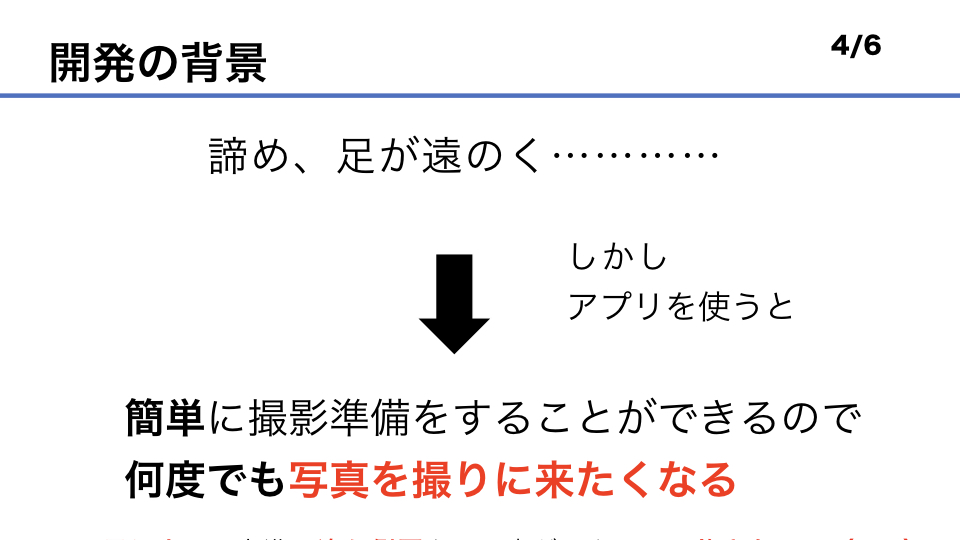 開発の背景
4/6
諦め、足が遠のく…………
しかし
アプリを使うと
簡単に撮影準備をすることができるので
何度でも写真を撮りに来たくなる